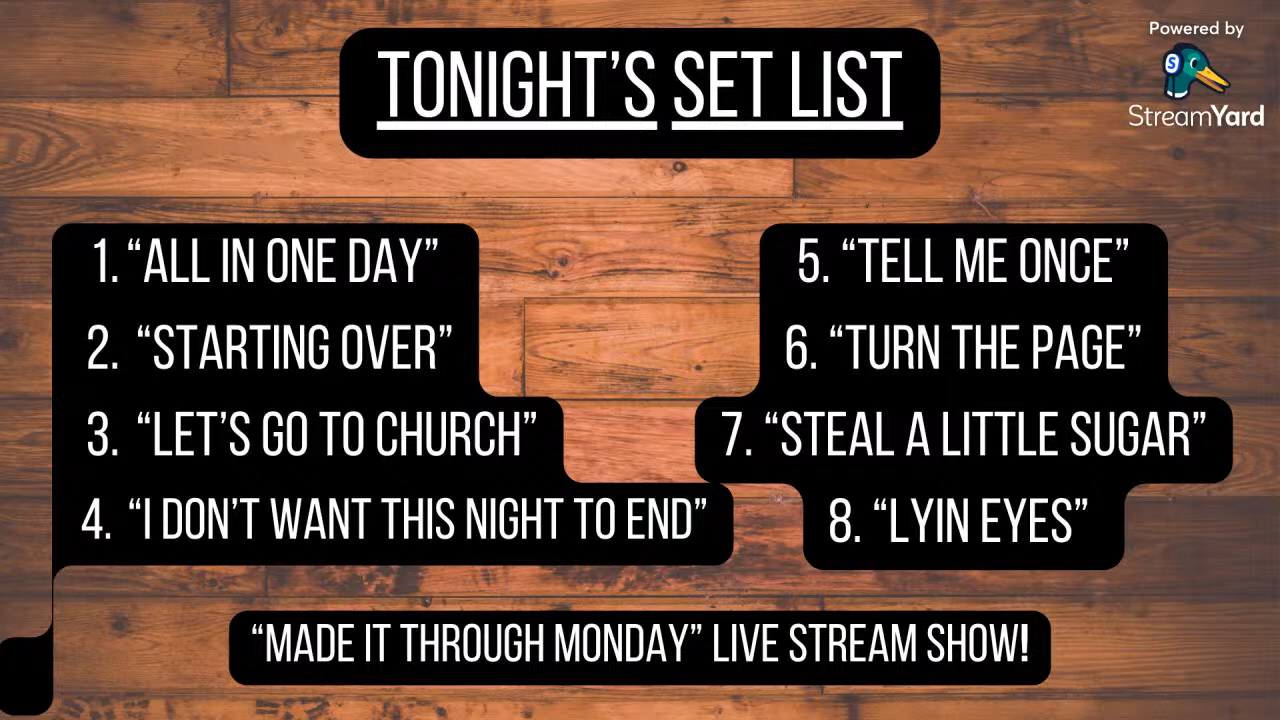 Powered by
StreamYard
TONIGHT’S SET LIST
1. “ALL IN ONE DAY”
2. “STARTING OVER”
3. “LET’S GO TO CHURCH”
4. “I DON’T WANT THIS NIGHT TO END”
5. “TELL ME ONCE”
6. “TURN THE PAGE”
7. “STEAL A LITTLE SUGAR”
8. “LYIN EYES”
“MADE IT THROUGH MONDAY” LIVE STREAM SHOW!